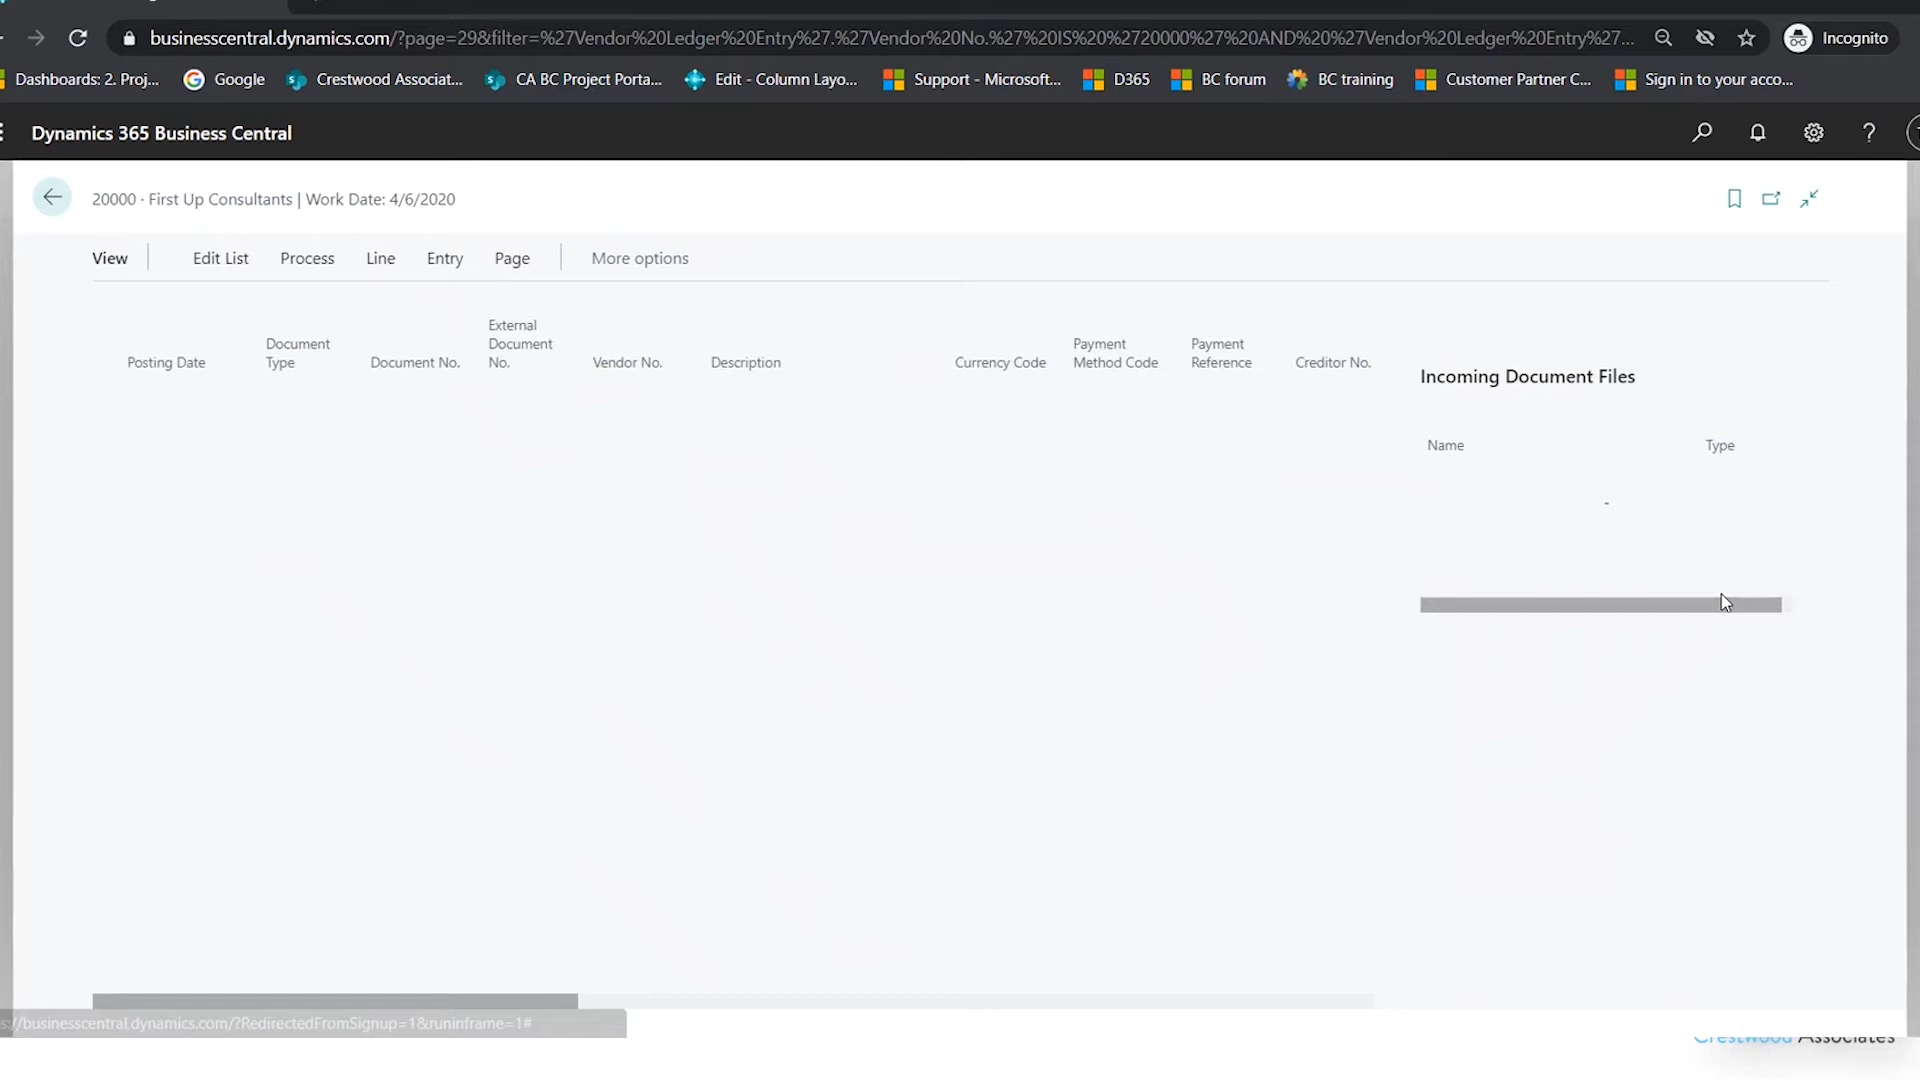 businesscentral.dynamics.com/?page=29&filter=%27Vendor%20Ledger%20Entry%27.%27Vendor%20No.%27%20IS%20%2720000%27%20AND%20%27Vendor%20Ledger%20Entry%27...
Incognito
Dashboards: 2. Proj...
Google
Crestwood Associat...
CA BC Project Porta...
Edit - Column Layo...
Support - Microsoft...
D365
BC forum
BC training
Customer Partner C...
Sign in to your acco...
Dynamics 365 Business Central
20000 · First Up Consultants | Work Date: 4/6/2020
View
Edit List
Process
Line
Entry
Page
More options
Posting Date
Document
Type
Document No.
External
Document
No.
Vendor No.
Description
Currency Code
Payment
Method Code
Payment
Reference
Creditor No.
Incoming Document Files
Name
Type
-
s://businesscentral.dynamics.com/?RedirectedFromSignup=1&runinframe=1#
Crestwood Associates